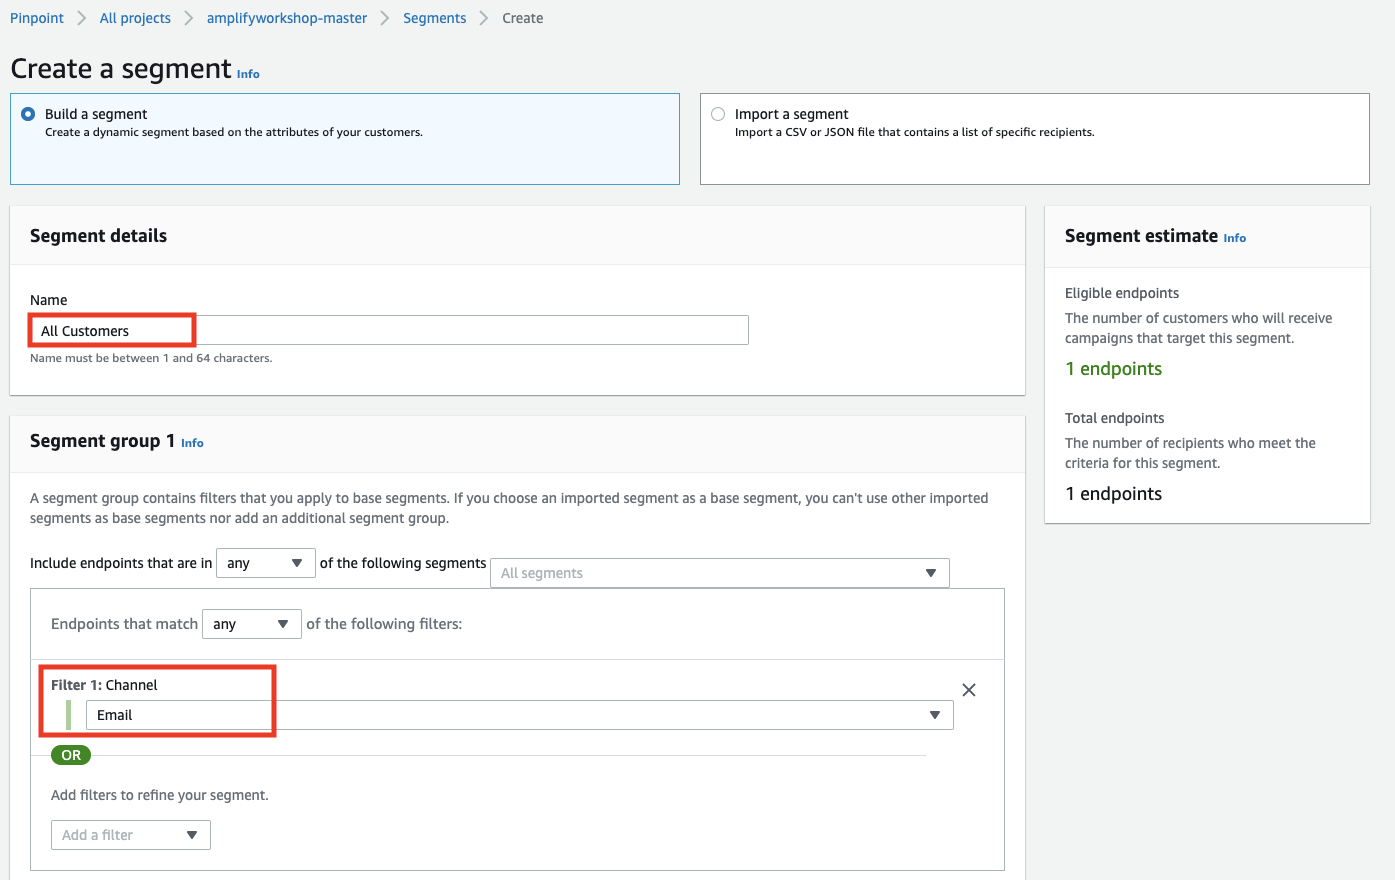 Pinpoint All projects amplifyworkshop-master Segments Create
Create a segment Info
Build a segment
Create a dynamic segment based on the attributes of your customers.
Import a segment
Import a CSV or JSON file that contains a list of specific recipients.
Segment details
Name
All Customers
Name must be between 1 and 64 characters.
Segment estimate Info
Eligible endpoints
The number of customers who will receive
campaigns that target this segment.
1 endpoints
Total endpoints
The number of recipients who meet the
criteria for this segment.
1 endpoints
Segment group 1 Info
A segment group contains filters that you apply to base segments. If you choose an imported segment as a base segment, you can't use other imported
segments as base segments nor add an additional segment group.
Include endpoints that are in any of the following segments All segments
Endpoints that match any of the following filters:
Filter 1: Channel
Email
OR
Add filters to refine your segment.
Add a filter